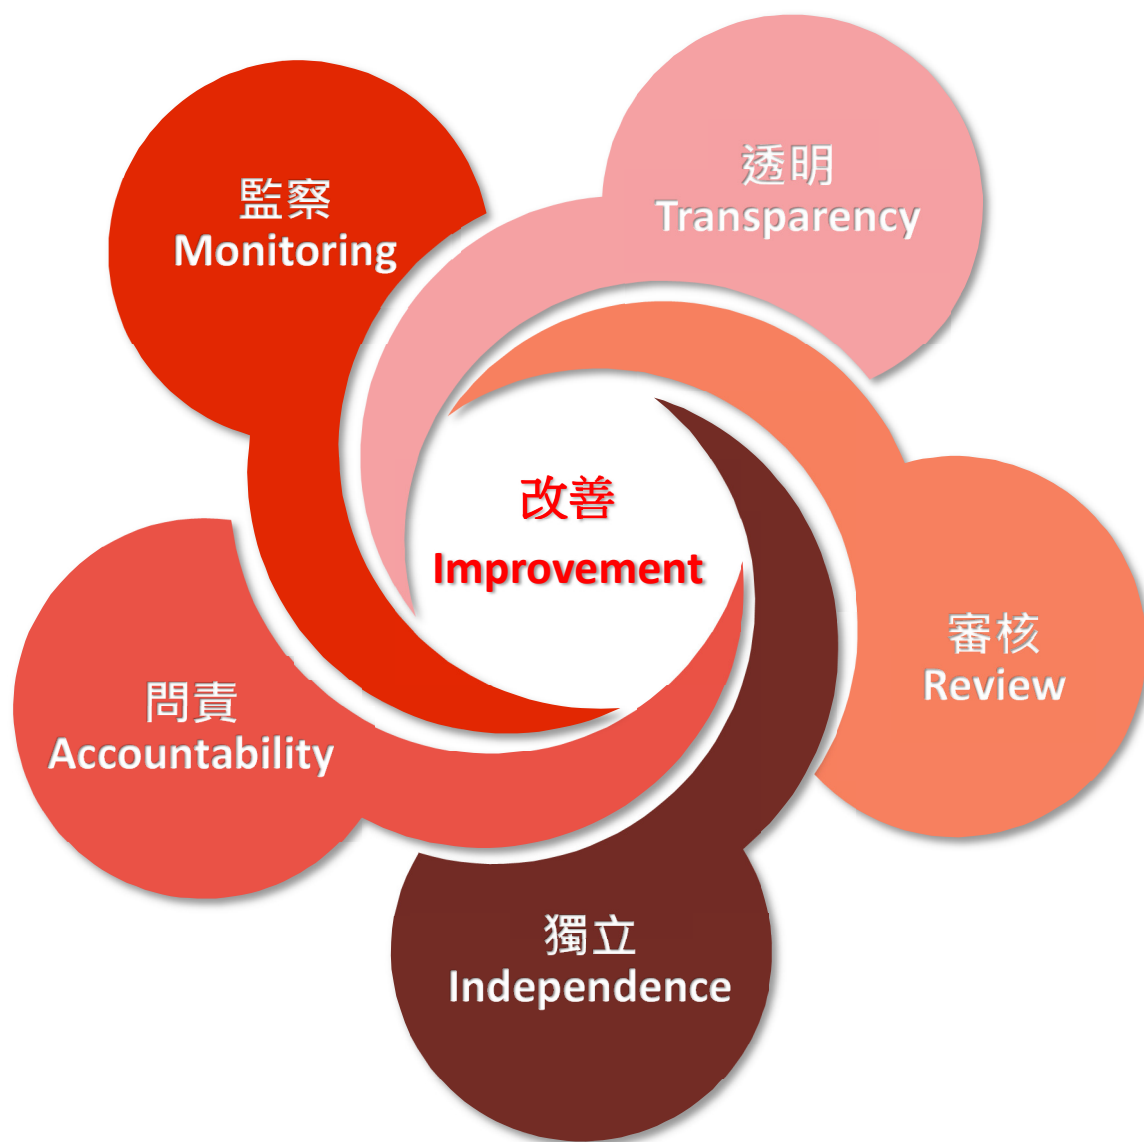 透明
Transparency
監察
Monitoring
改善
Improvement
審核
Review
問責
Accountability
獨立
Independence